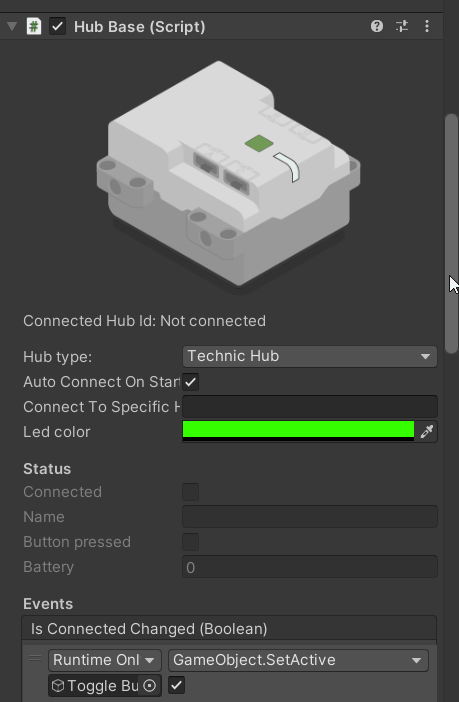 Hub Base (Script)
Connected Hub Id: Not connected
Hub type: Technic Hub
Auto Connect On Start
Connect To Specific H
Led color
Status
Connected
Name
Button pressed
Battery 0
Events
Is Connected Changed (Boolean)
Runtime Onl GameObject.SetActive
Toggle Bu